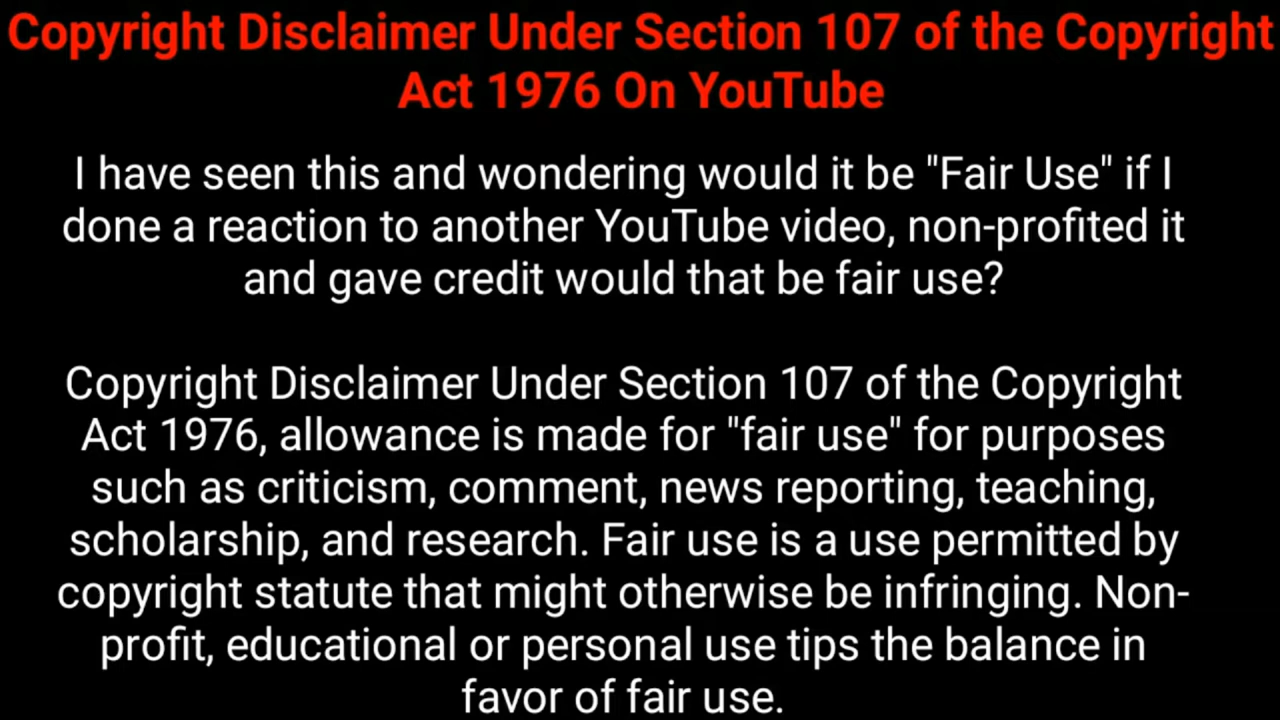 Copyright Disclaimer Under Section 107 of the Copyright
Act 1976 On YouTube
I have seen this and wondering would it be "Fair Use" if I
done a reaction to another YouTube video, non-profited it
and gave credit would that be fair use?
Copyright Disclaimer Under Section 107 of the Copyright
Act 1976, allowance is made for "fair use" for purposes
such as criticism, comment, news reporting, teaching,
scholarship, and research. Fair use is a use permitted by
copyright statute that might otherwise be infringing. Non-
profit, educational or personal use tips the balance in
favor of fair use.